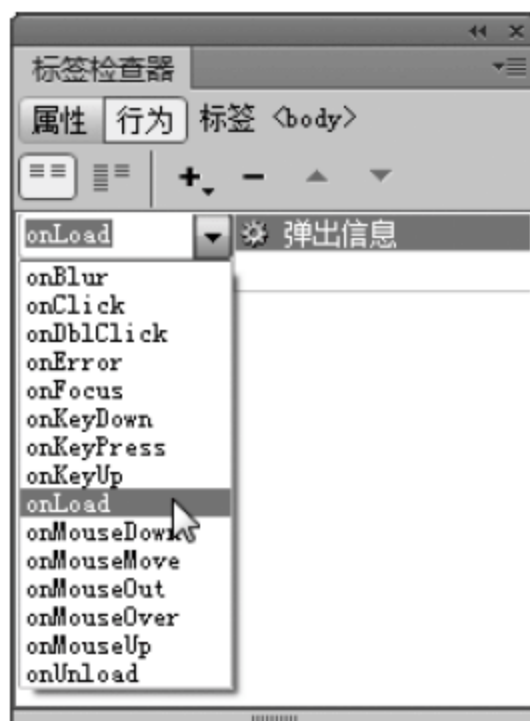 标签检查器
属性 行为 标签 <body>
onLoad 弹出信息
onBlur
onClick
onDblClick
onError
onFocus
onKeyDown
onKeyPress
onKeyUp
onLoad
onMouseDown
onMouseMove
onMouseOut
onMouseOver
onMouseUp
onUnload